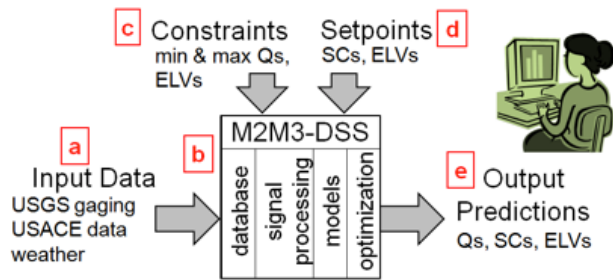 c Constraints
min & max Qs,
ELVs
Setpoints d
SCs, ELVs
a
Input Data
USGS gaging
USACE data
weather
b
M2M3-DSS
database
signal
processing
models
optimization
e Output
Predictions
Qs, SCs, ELVs